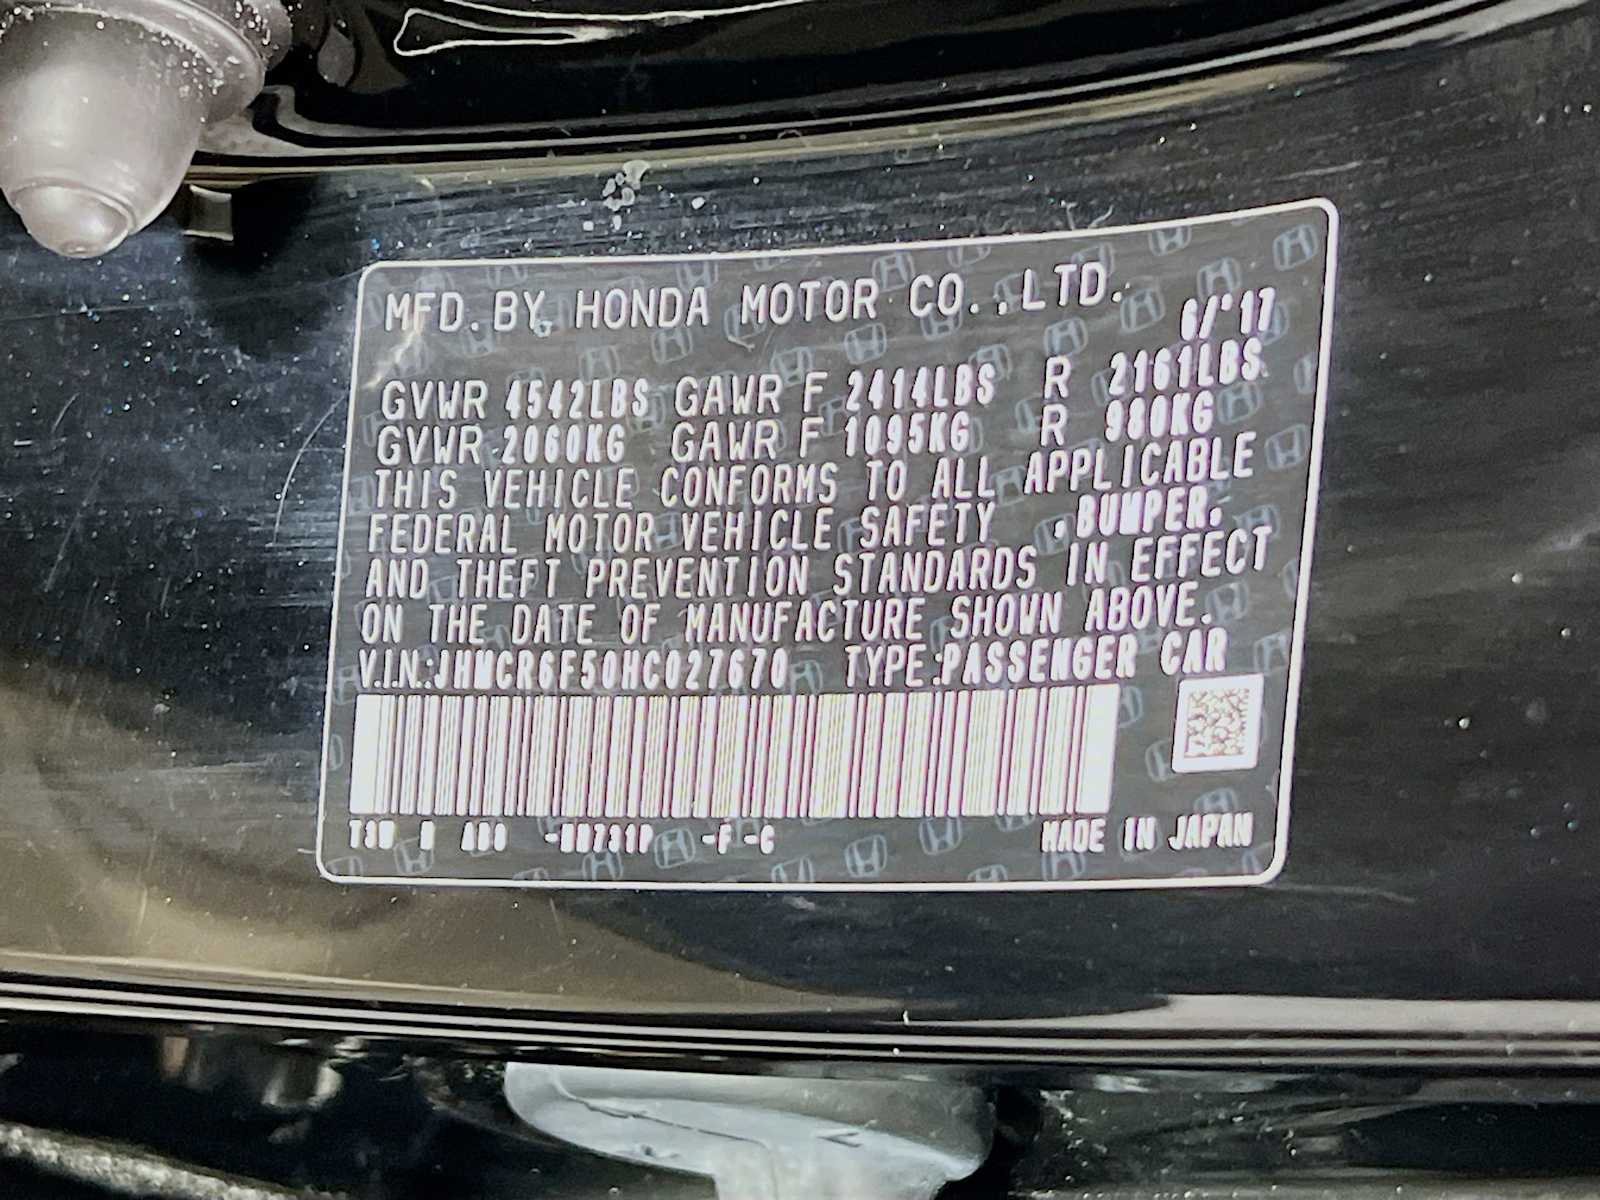 MFD. BY HONDA MOTOR CO., LTD.
6/'17
GVWR 4542LBS GAWR F 2414LBS R 2161LBS
GVWR 2060KG GAWR F 1095KG R 980KG
THIS VEHICLE CONFORMS TO ALL APPLICABLE
FEDERAL MOTOR VEHICLE SAFETY , BUMPER,
AND THEFT PREVENTION STANDARDS IN EFFECT
ON THE DATE OF MANUFACTURE SHOWN ABOVE.
V.I.N.:JHMCR6F50HC027670 TYPE:PASSENGER CAR
-F -C MADE IN JAPAN